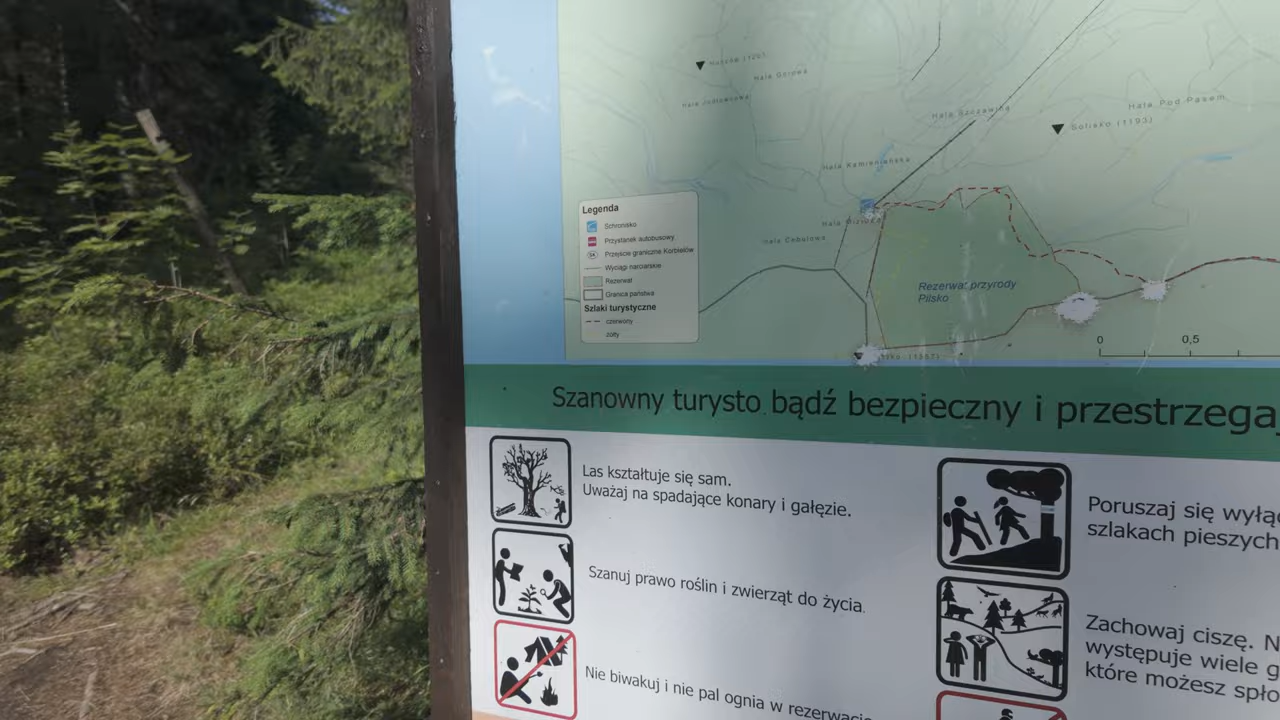 Hala Górowa
Hala Jodłowcowa
Hala Szczawina
Hala Pod Pasem
Solisko (1193)
Hala Kamieniańska
Hala Cebulowa
Legenda
Schronisko
Przystanek autobusowy
Przejście graniczne Korbielów
Wyciągi narciarskie
Rezerwat
Granica państwa
Szlaki turystyczne
czerwony
żółty
Rezerwat przyrody
Pilsko
0 0,5
Szanowny turysto bądź bezpieczny i przestrzegaj
Las kształtuje się sam.
Uważaj na spadające konary i gałęzie.
Szanuj prawo roślin i zwierząt do życia.
Nie biwakuj i nie pal ognia w rezerwacie
Poruszaj się wyłąc
szlakach pieszych
Zachowaj ciszę. N
występuje wiele g
które możesz spło